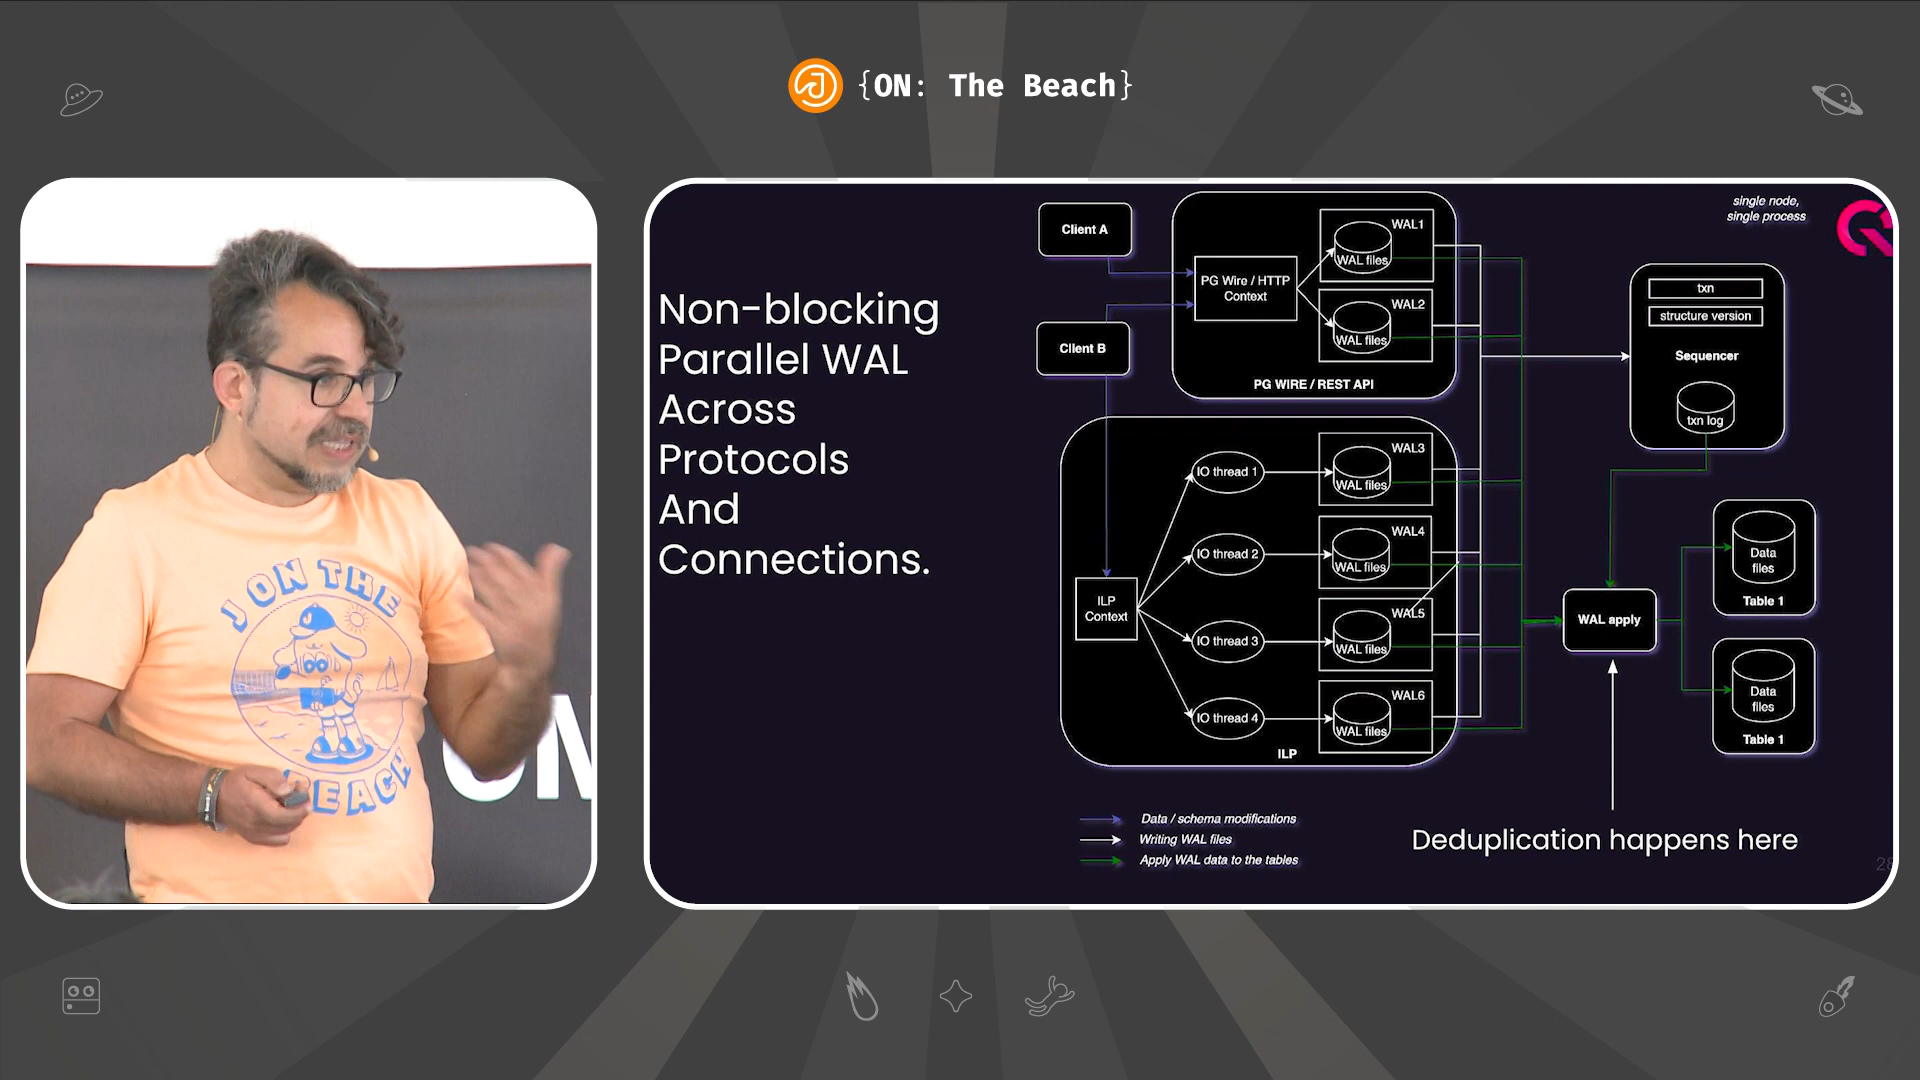 {ON: The Beach}
J ON THE
BEACH
ON
Non-blocking
Parallel WAL
Across
Protocols
And
Connections.
single node,
single process
Client A
Client B
PG Wire / HTTP
Context
WAL1
WAL files
WAL2
WAL files
PG WIRE / REST API
txn
structure version
Sequencer
txn log
ILP
Context
IO thread 1
IO thread 2
IO thread 3
IO thread 4
WAL3
WAL files
WAL4
WAL files
WAL5
WAL files
WAL6
WAL files
ILP
WAL apply
Data
files
Table 1
Data
files
Table 1
Data / schema modifications
Writing WAL files
Apply WAL data to the tables
Deduplication happens here